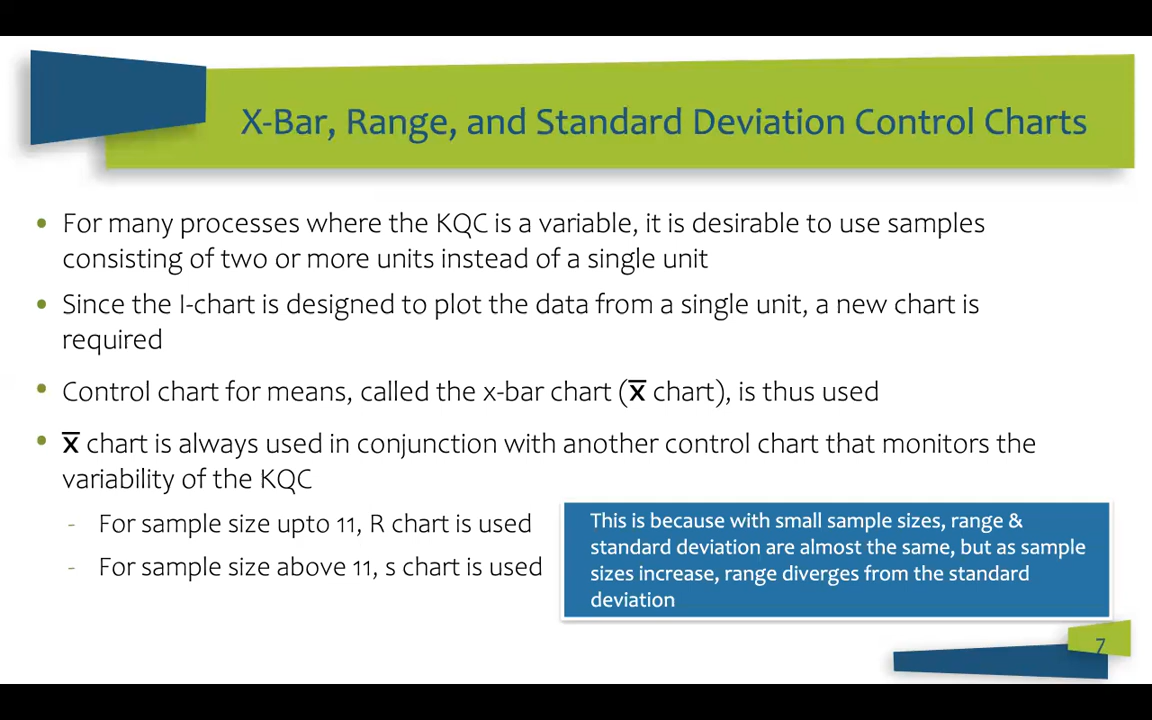 X-Bar, Range, and Standard Deviation Control Charts
• For many processes where the KQC is a variable, it is desirable to use samples
consisting of two or more units instead of a single unit
• Since the I-chart is designed to plot the data from a single unit, a new chart is
required
• Control chart for means, called the x-bar chart (x̅ chart), is thus used
• x̅ chart is always used in conjunction with another control chart that monitors the
variability of the KQC
- For sample size upto 11, R chart is used
- For sample size above 11, s chart is used
This is because with small sample sizes, range &
standard deviation are almost the same, but as sample
sizes increase, range diverges from the standard
deviation
7